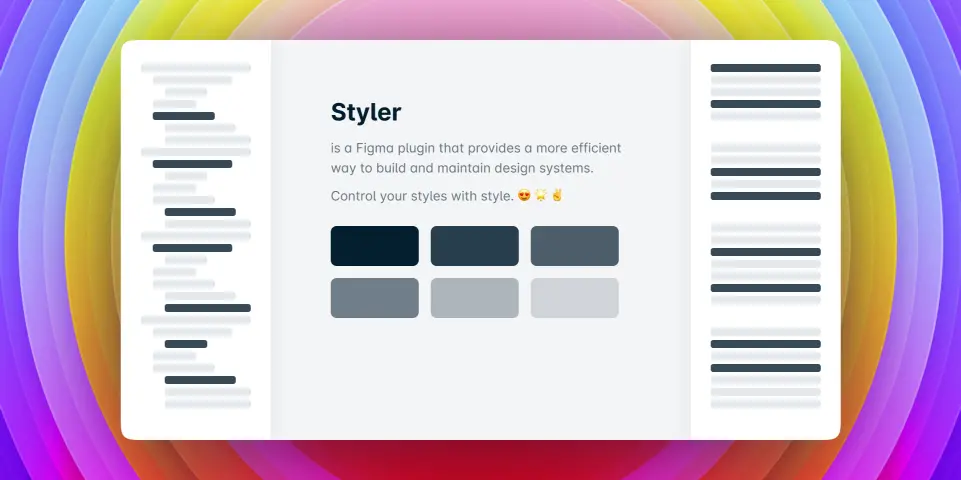 Styler
is a Figma plugin that provides a more efficient
way to build and maintain design systems.
Control your styles with style. 😍 🌟 ✌️